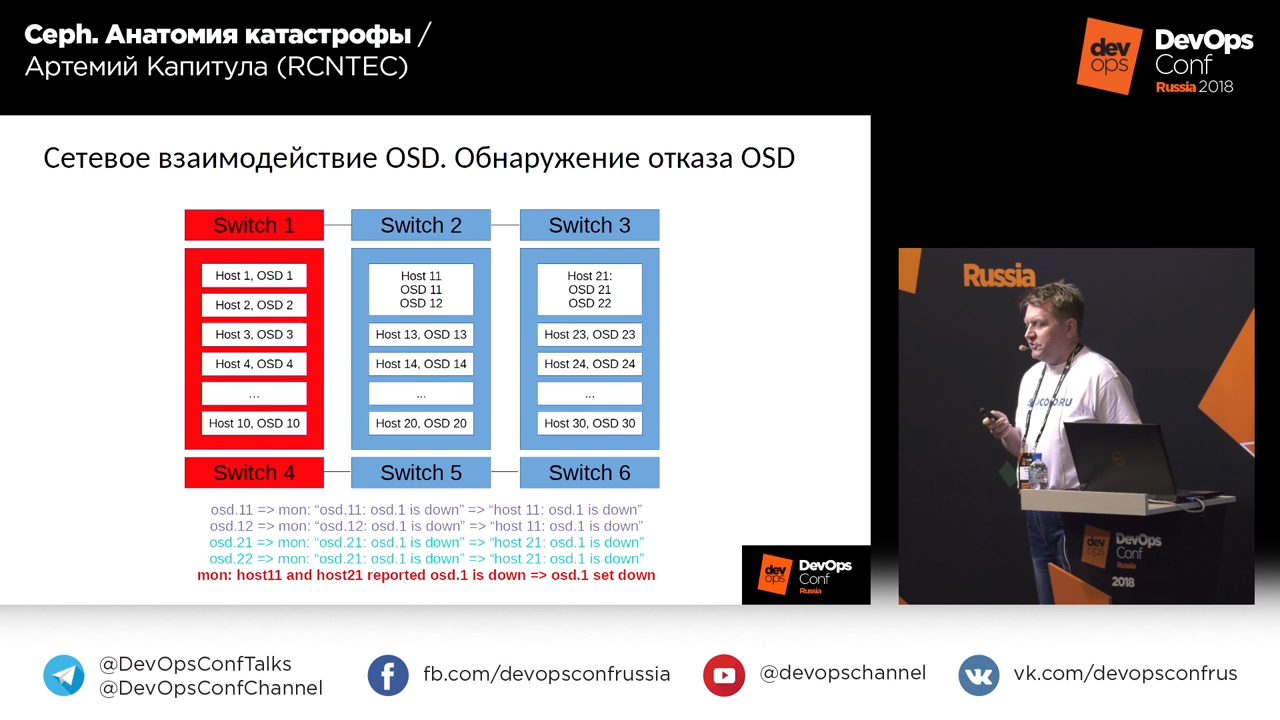 Ceph. Анатомия катастрофы /
Артемий Капитула (RCNTEC)
dev
ops
DevOps
Conf
Russia 2018
Сетевое взаимодействие OSD. Обнаружение отказа OSD
Switch 1
Switch 2
Switch 3
Host 1, OSD 1
Host 2, OSD 2
Host 3, OSD 3
Host 4, OSD 4
...
Host 10, OSD 10
Host 11
OSD 11
OSD 12
Host 13, OSD 13
Host 14, OSD 14
...
Host 20, OSD 20
Host 21:
OSD 21
OSD 22
Host 23, OSD 23
Host 24, OSD 24
...
Host 30, OSD 30
Switch 4
Switch 5
Switch 6
osd.11 => mon: “osd.11: osd.1 is down” => “host 11: osd.1 is down”
osd.12 => mon: “osd.12: osd.1 is down” => “host 11: osd.1 is down”
osd.21 => mon: “osd.21: osd.1 is down” => “host 21: osd.1 is down”
osd.22 => mon: “osd.21: osd.1 is down” => “host 21: osd.1 is down”
mon: host11 and host21 reported osd.1 is down => osd.1 set down
dev
ops
DevOps
Conf
Russia
Russia
dev
ops
DevOps
Conf
Russia
2018
@DevOpsConfTalks
@DevOpsConfChannel
fb.com/devopsconfrussia
@devopschannel
vk.com/devopsconfrus